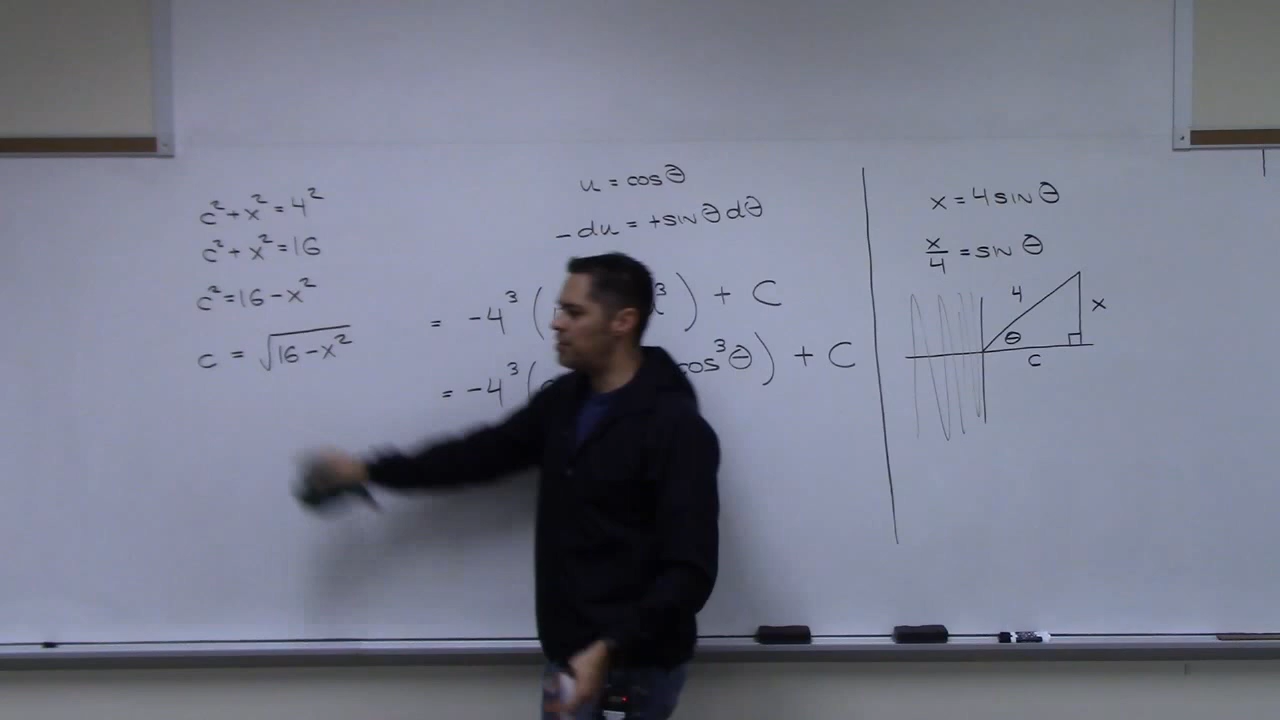 c² + x² = 4²
c² + x² = 16
c² = 16 - x²
c = √(16 - x²)
u = cos θ
- du = + sin θ dθ
= -4³ ( ³ ) + C
= -4³ ( cos³ θ ) + C
x = 4 sin θ
x/4 = sin θ
4
x
θ
c